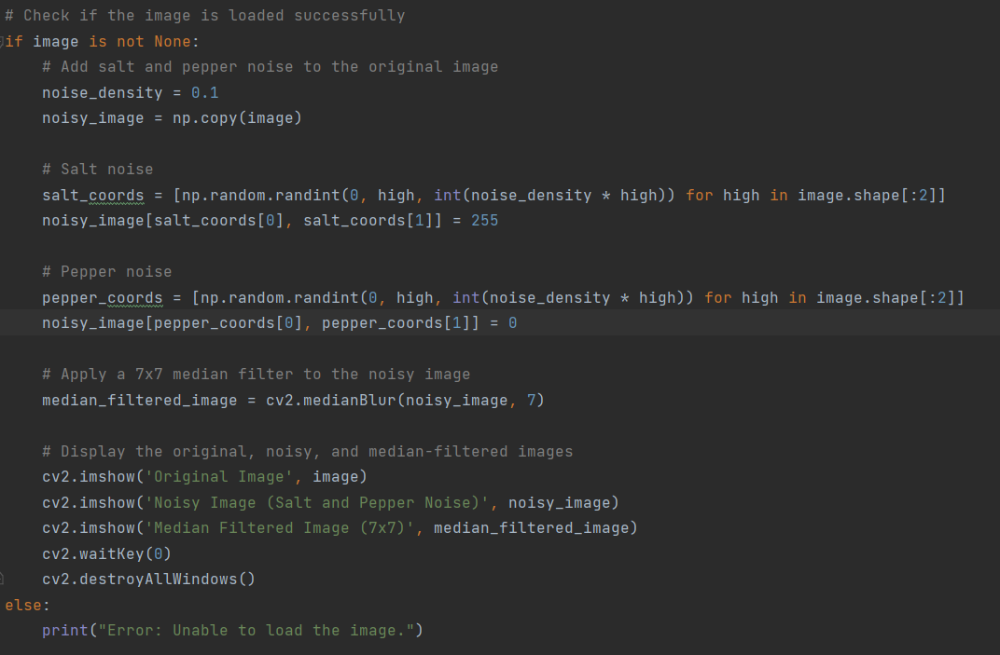 # Check if the image is loaded successfully
if image is not None:
    # Add salt and pepper noise to the original image
    noise_density = 0.1
    noisy_image = np.copy(image)

    # Salt noise
    salt_coords = [np.random.randint(0, high, int(noise_density * high)) for high in image.shape[:2]]
    noisy_image[salt_coords[0], salt_coords[1]] = 255

    # Pepper noise
    pepper_coords = [np.random.randint(0, high, int(noise_density * high)) for high in image.shape[:2]]
    noisy_image[pepper_coords[0], pepper_coords[1]] = 0

    # Apply a 7x7 median filter to the noisy image
    median_filtered_image = cv2.medianBlur(noisy_image, 7)

    # Display the original, noisy, and median-filtered images
    cv2.imshow('Original Image', image)
    cv2.imshow('Noisy Image (Salt and Pepper Noise)', noisy_image)
    cv2.imshow('Median Filtered Image (7x7)', median_filtered_image)
    cv2.waitKey(0)
    cv2.destroyAllWindows()
else:
    print("Error: Unable to load the image.")